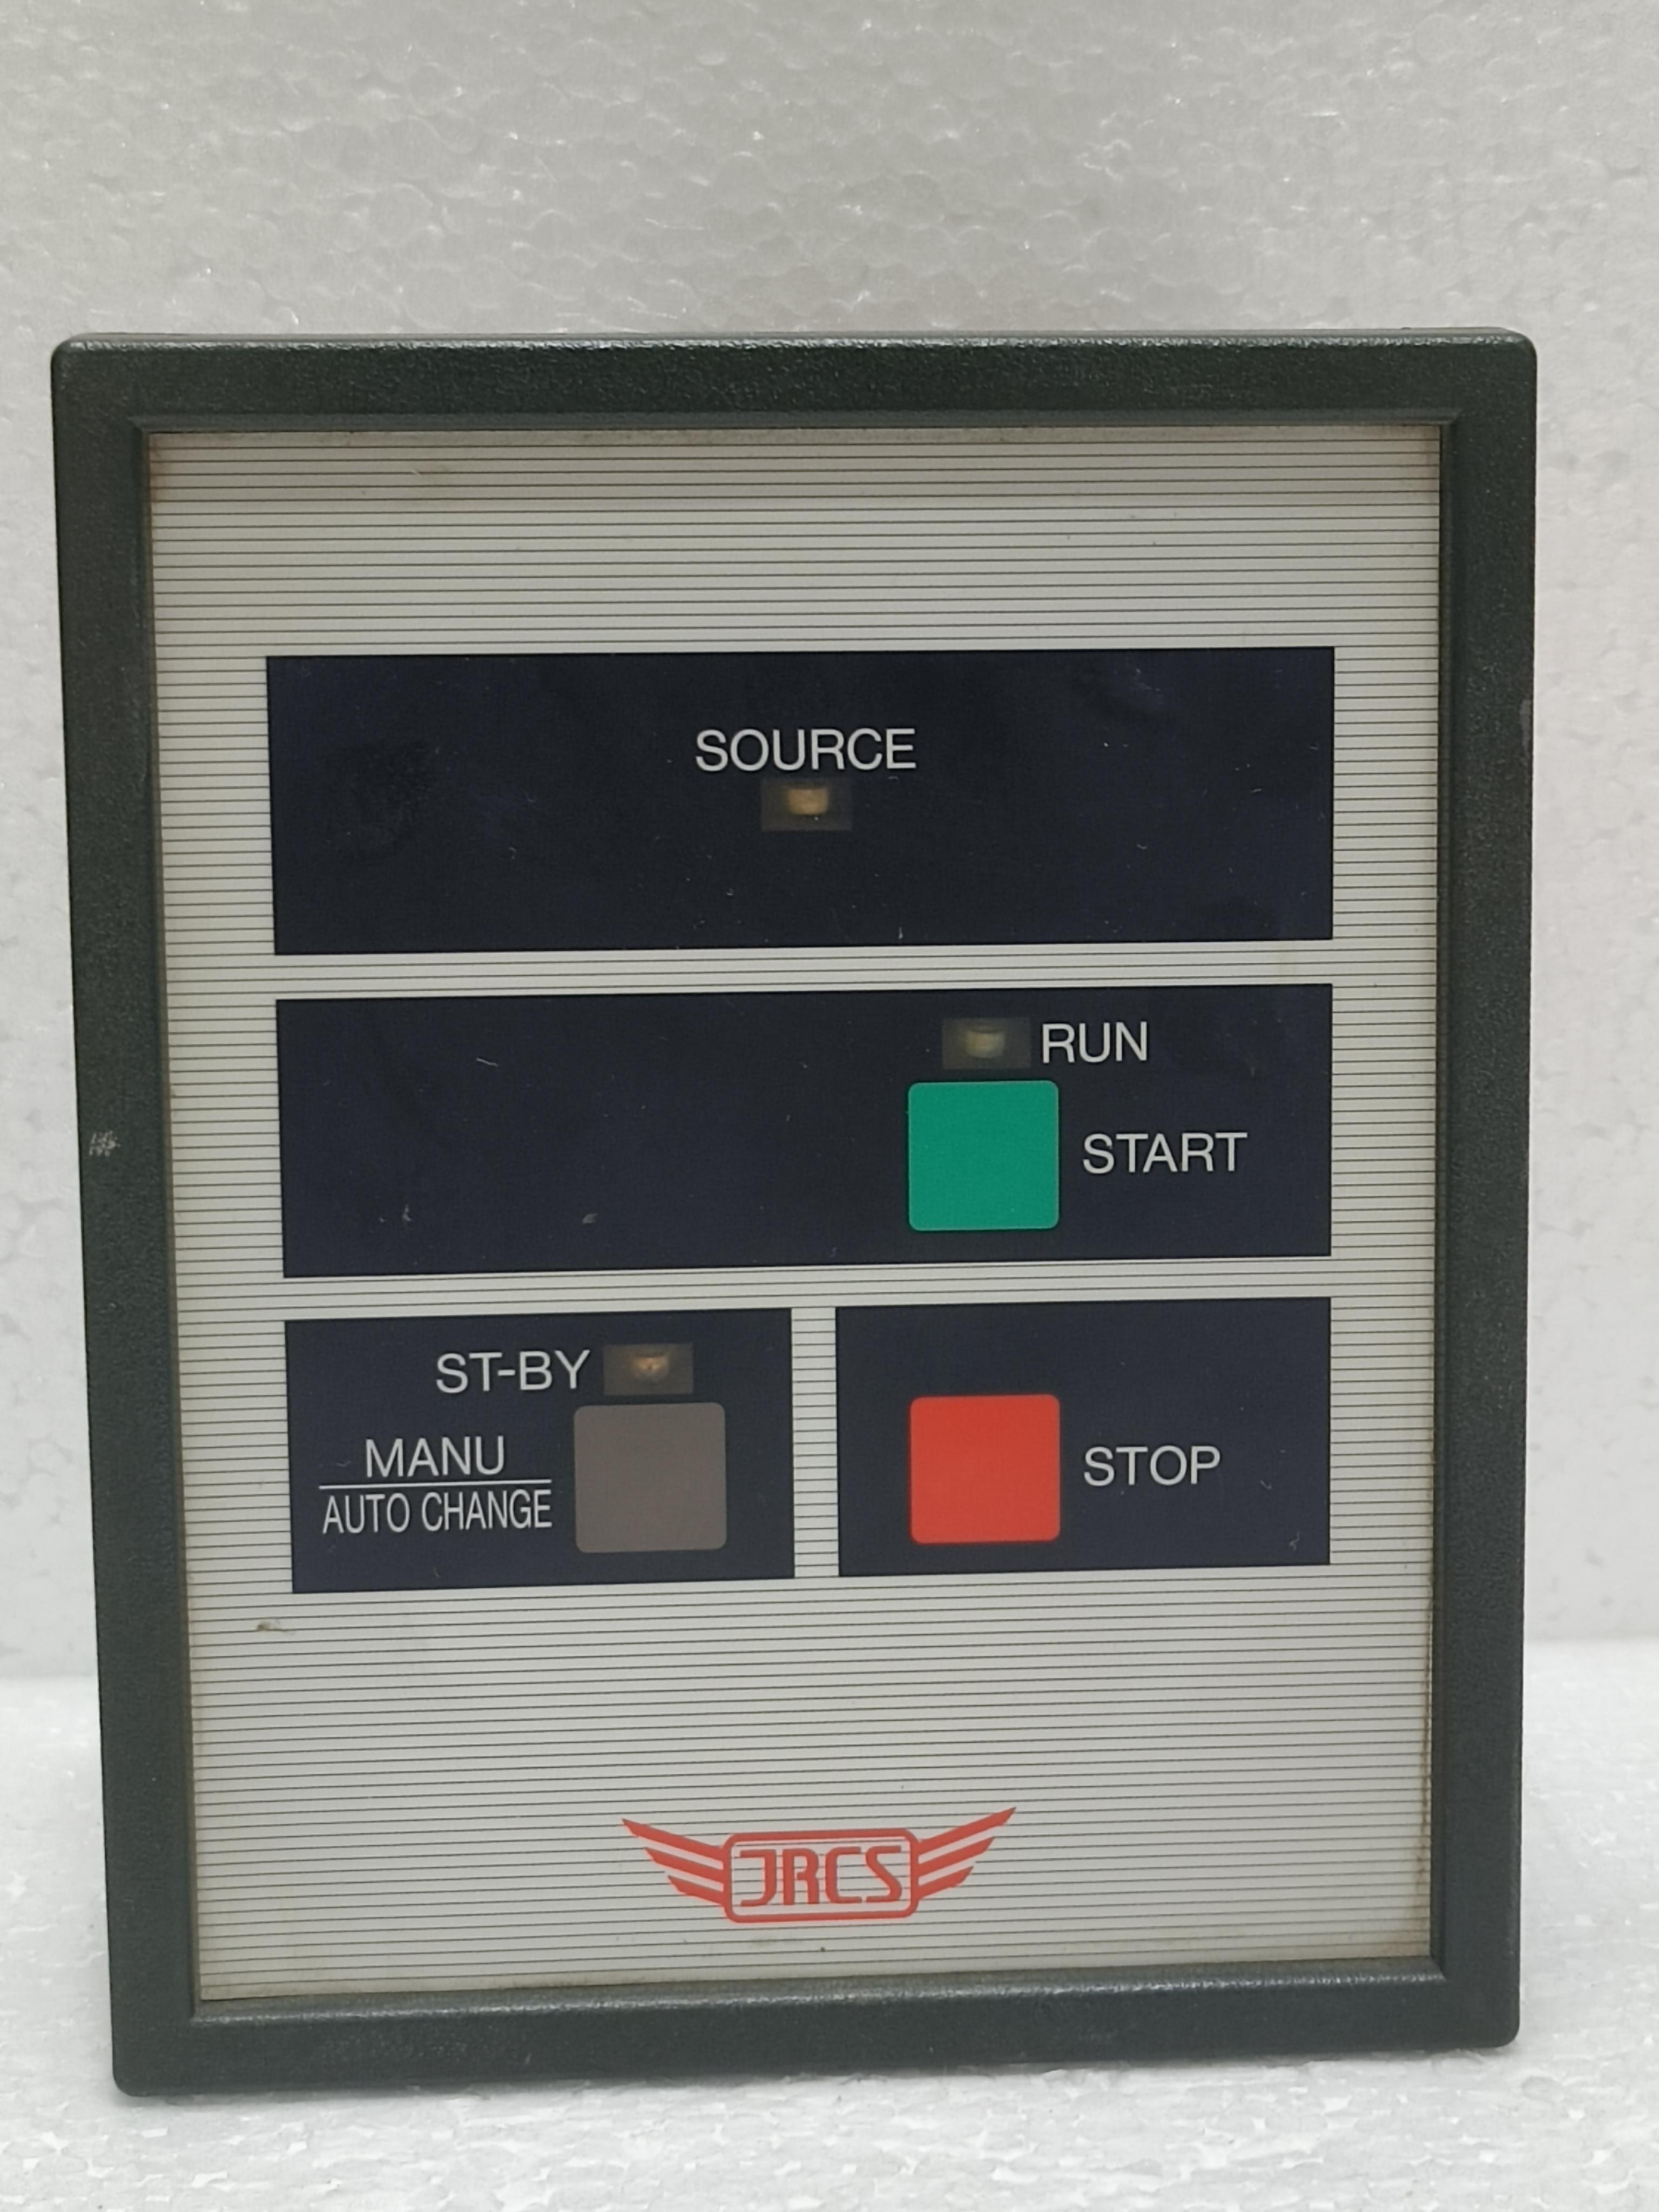 SOURCE
RUN
START
ST-BY
MANU
AUTO CHANGE
STOP
JRCS